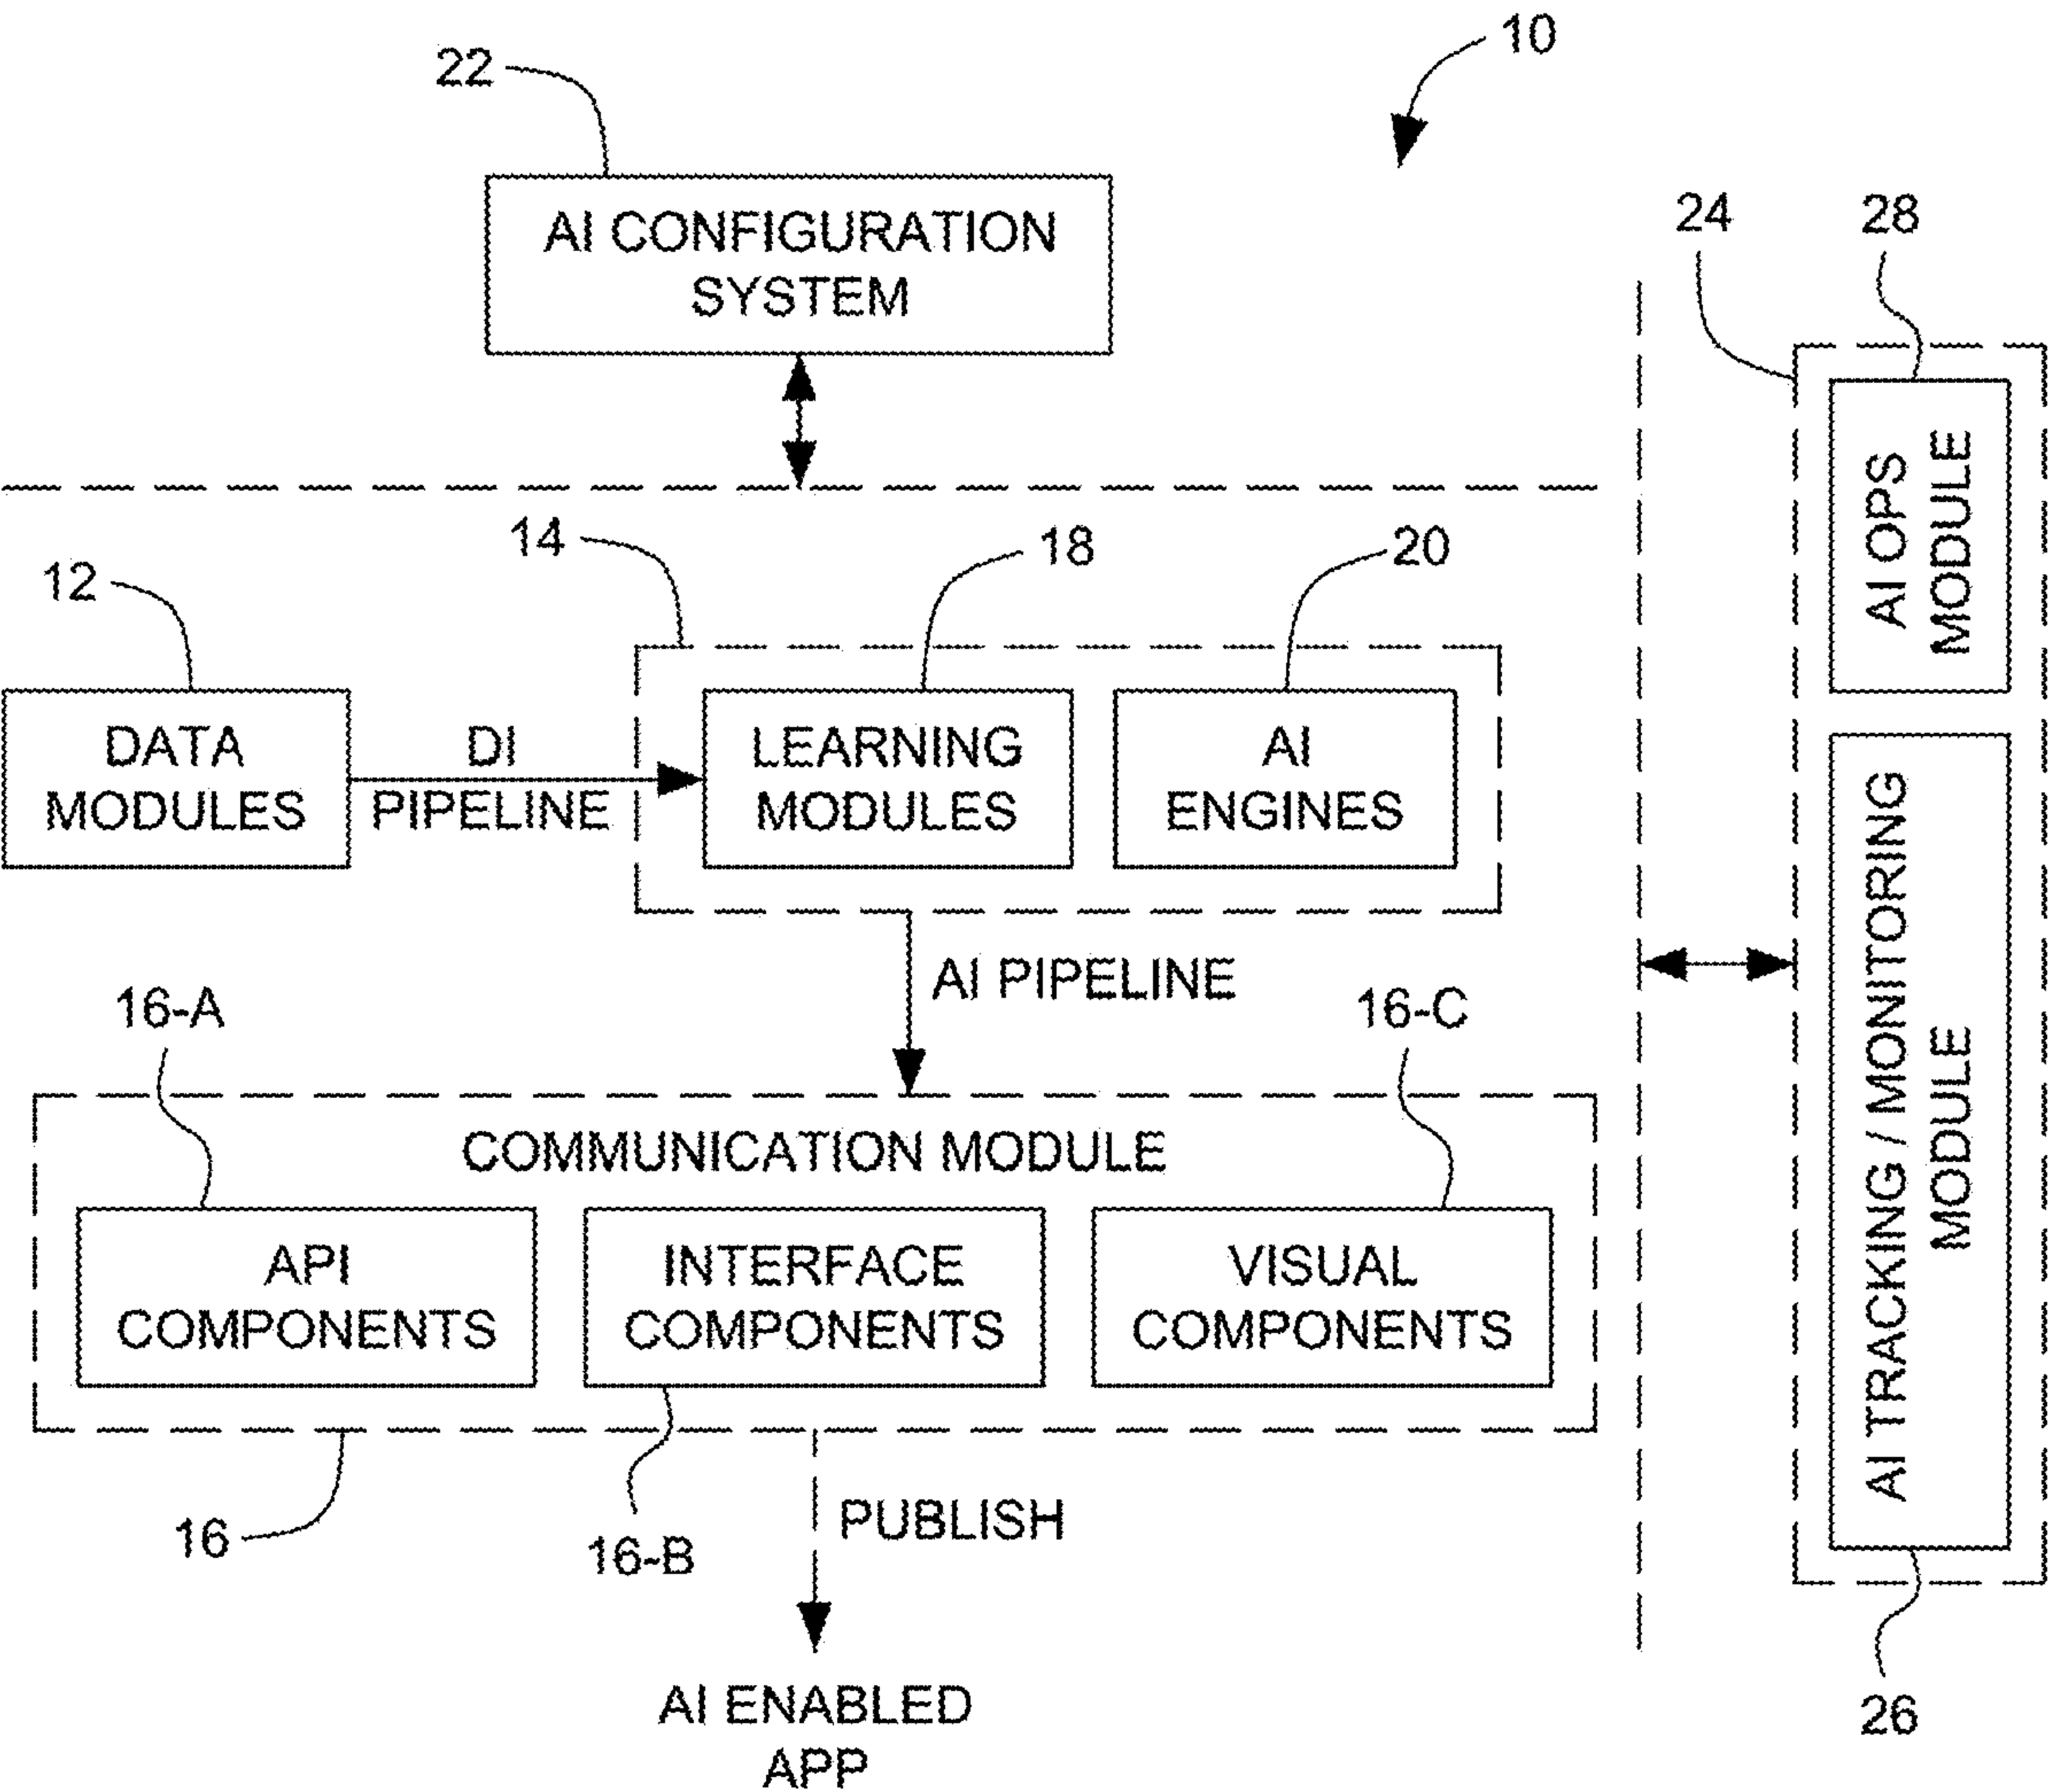 10
22
AI CONFIGURATION
SYSTEM
24
28
AI OPS
MODULE
14
18
20
12
DATA
MODULES
DI
PIPELINE
LEARNING
MODULES
AI
ENGINES
AI TRACKING / MONITORING
MODULE
AI PIPELINE
16-A
16-C
COMMUNICATION MODULE
API
COMPONENTS
INTERFACE
COMPONENTS
VISUAL
COMPONENTS
16
16-B
PUBLISH
26
AI ENABLED
APP